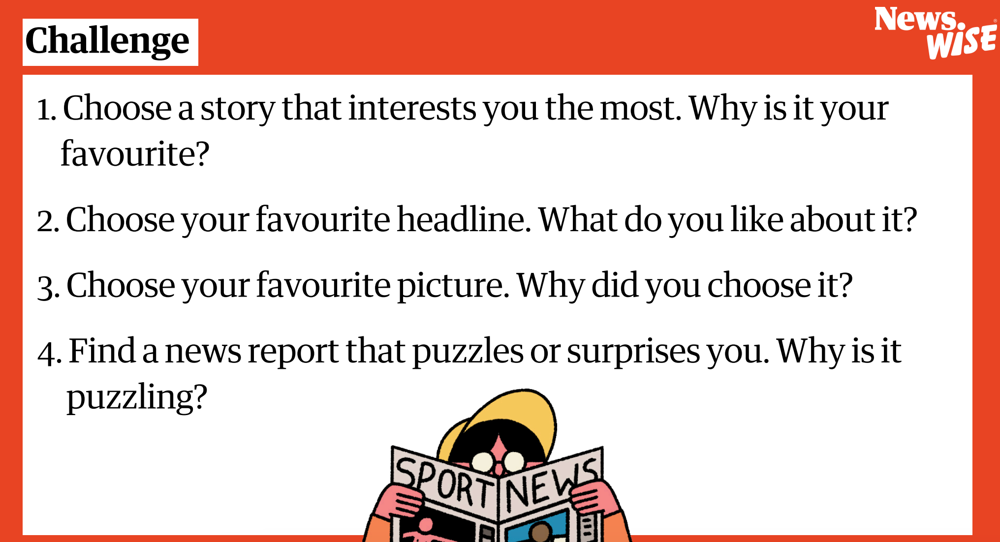 Challenge
News.
WISE®
1. Choose a story that interests you the most. Why is it your
favourite?
2. Choose your favourite headline. What do you like about it?
3. Choose your favourite picture. Why did you choose it?
4. Find a news report that puzzles or surprises you. Why is it
puzzling?
SPORT NEWS